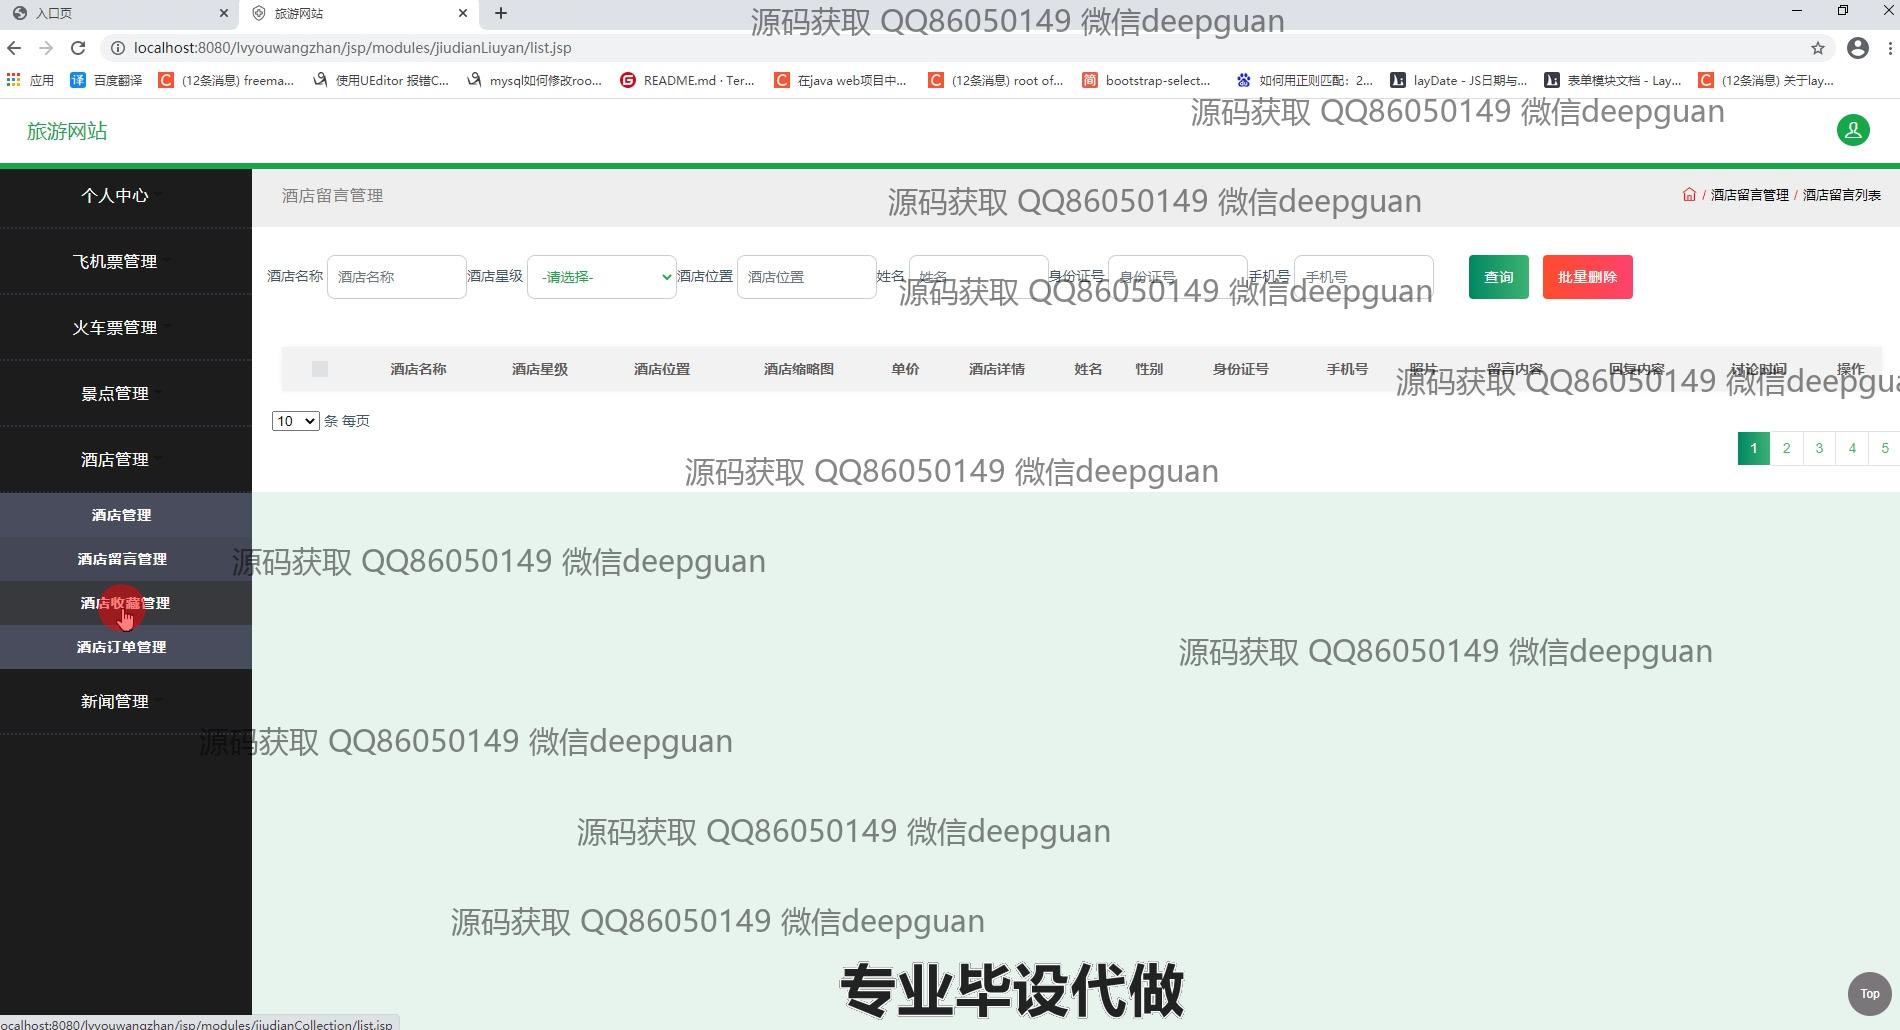 入口页
旅游网站
源码获取 QQ86050149 微信deepguan
localhost:8080/lvyouwangzhan/jsp/modules/jiudianLiuyan/list.jsp
应用
百度翻译
(12条消息) freema...
使用UEditor 报错C...
mysql如何修改roo...
README.md · Ter...
在java web项目中...
(12条消息) root of...
bootstrap-select...
如何用正则匹配：2...
layDate - JS日期与...
表单模块文档 - Lay...
(12条消息) 关于lay...
源码获取 QQ86050149 微信deepguan
旅游网站
个人中心
酒店留言管理
源码获取 QQ86050149 微信deepguan
/ 酒店留言管理 / 酒店留言列表
飞机票管理
酒店名称 酒店名称 酒店星级 -请选择- 酒店位置 酒店位置 姓名 姓名 身份证号 身份证号 手机号 手机号 查询 批量删除
源码获取 QQ86050149 微信deepguan
火车票管理
酒店名称 酒店星级 酒店位置 酒店缩略图 单价 酒店详情 姓名 性别 身份证号 手机号 照片 留言内容 回复内容 讨论时间 操作
源码获取 QQ86050149 微信deepgua
景点管理
10 条 每页
1 2 3 4 5
酒店管理
源码获取 QQ86050149 微信deepguan
酒店管理
酒店留言管理
源码获取 QQ86050149 微信deepguan
酒店收藏管理
酒店订单管理
源码获取 QQ86050149 微信deepguan
新闻管理
源码获取 QQ86050149 微信deepguan
源码获取 QQ86050149 微信deepguan
源码获取 QQ86050149 微信deepguan
专业毕设代做
Top
ocalhost:8080/lvyouwangzhan/jsp/modules/jiudianCollection/list.jsp